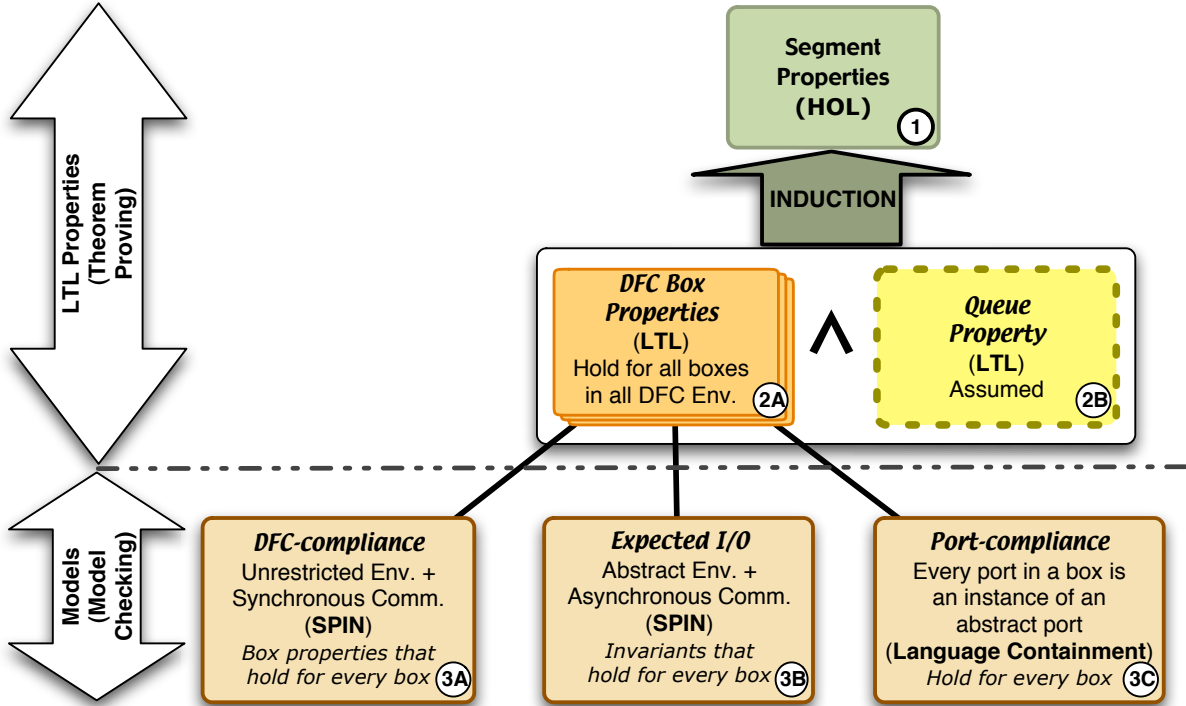 Segment
Properties
(HOL)
1
INDUCTION
LTL Properties
(Theorem
Proving)
DFC Box
Properties
(LTL)
Hold for all boxes
in all DFC Env.
2A
∧
Queue
Property
(LTL)
Assumed
2B
Models
(Model
Checking)
DFC-compliance
Unrestricted Env. +
Synchronous Comm.
(SPIN)
Box properties that
hold for every box
3A
Expected I/O
Abstract Env. +
Asynchronous Comm.
(SPIN)
Invariants that
hold for every box
3B
Port-compliance
Every port in a box is
an instance of an
abstract port
(Language Containment)
Hold for every box
3C